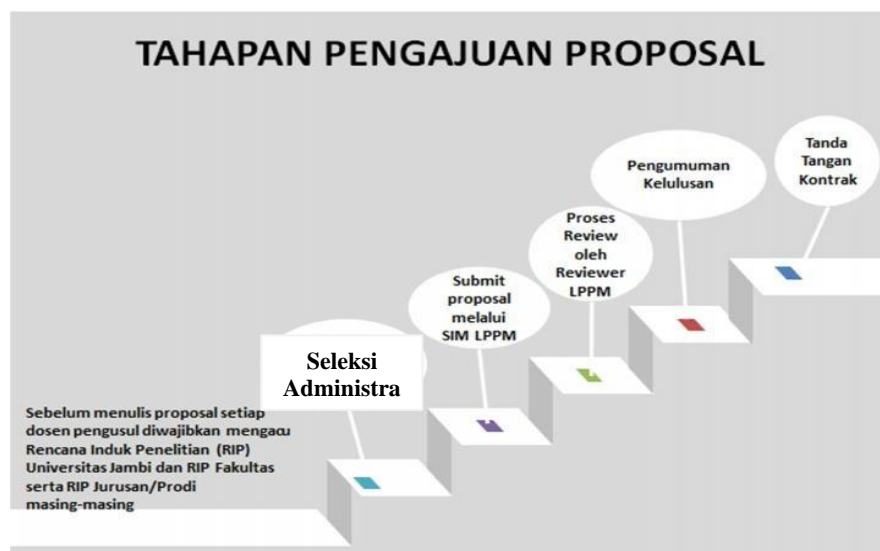 TAHAPAN PENGAJUAN PROPOSAL
Sebelum menulis proposal setiap
dosen pengusul diwajibkan mengacu
Rencana Induk Penelitian (RIP)
Universitas Jambi dan RIP Fakultas
serta RIP Jurusan/Prodi
masing-masing
Seleksi
Administra
Submit
proposal
melalui
SIM LPPM
Proses
Review
oleh
Reviewer
LPPM
Pengumuman
Kelulusan
Tanda
Tangan
Kontrak